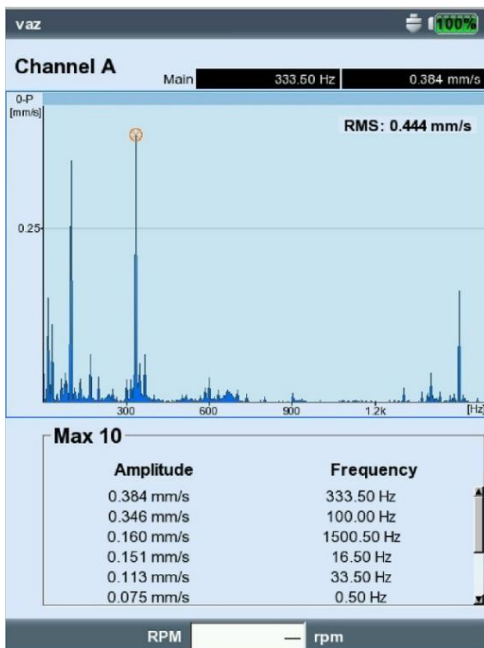 vaz 100%
Channel A Main 333.50 Hz 0.384 mm/s
0-P
[mm/s]
RMS: 0.444 mm/s
0.25
300 600 900 1.2k [Hz]
Max 10
Amplitude Frequency
0.384 mm/s 333.50 Hz
0.346 mm/s 100.00 Hz
0.160 mm/s 1500.50 Hz
0.151 mm/s 16.50 Hz
0.113 mm/s 33.50 Hz
0.075 mm/s 0.50 Hz
RPM — rpm